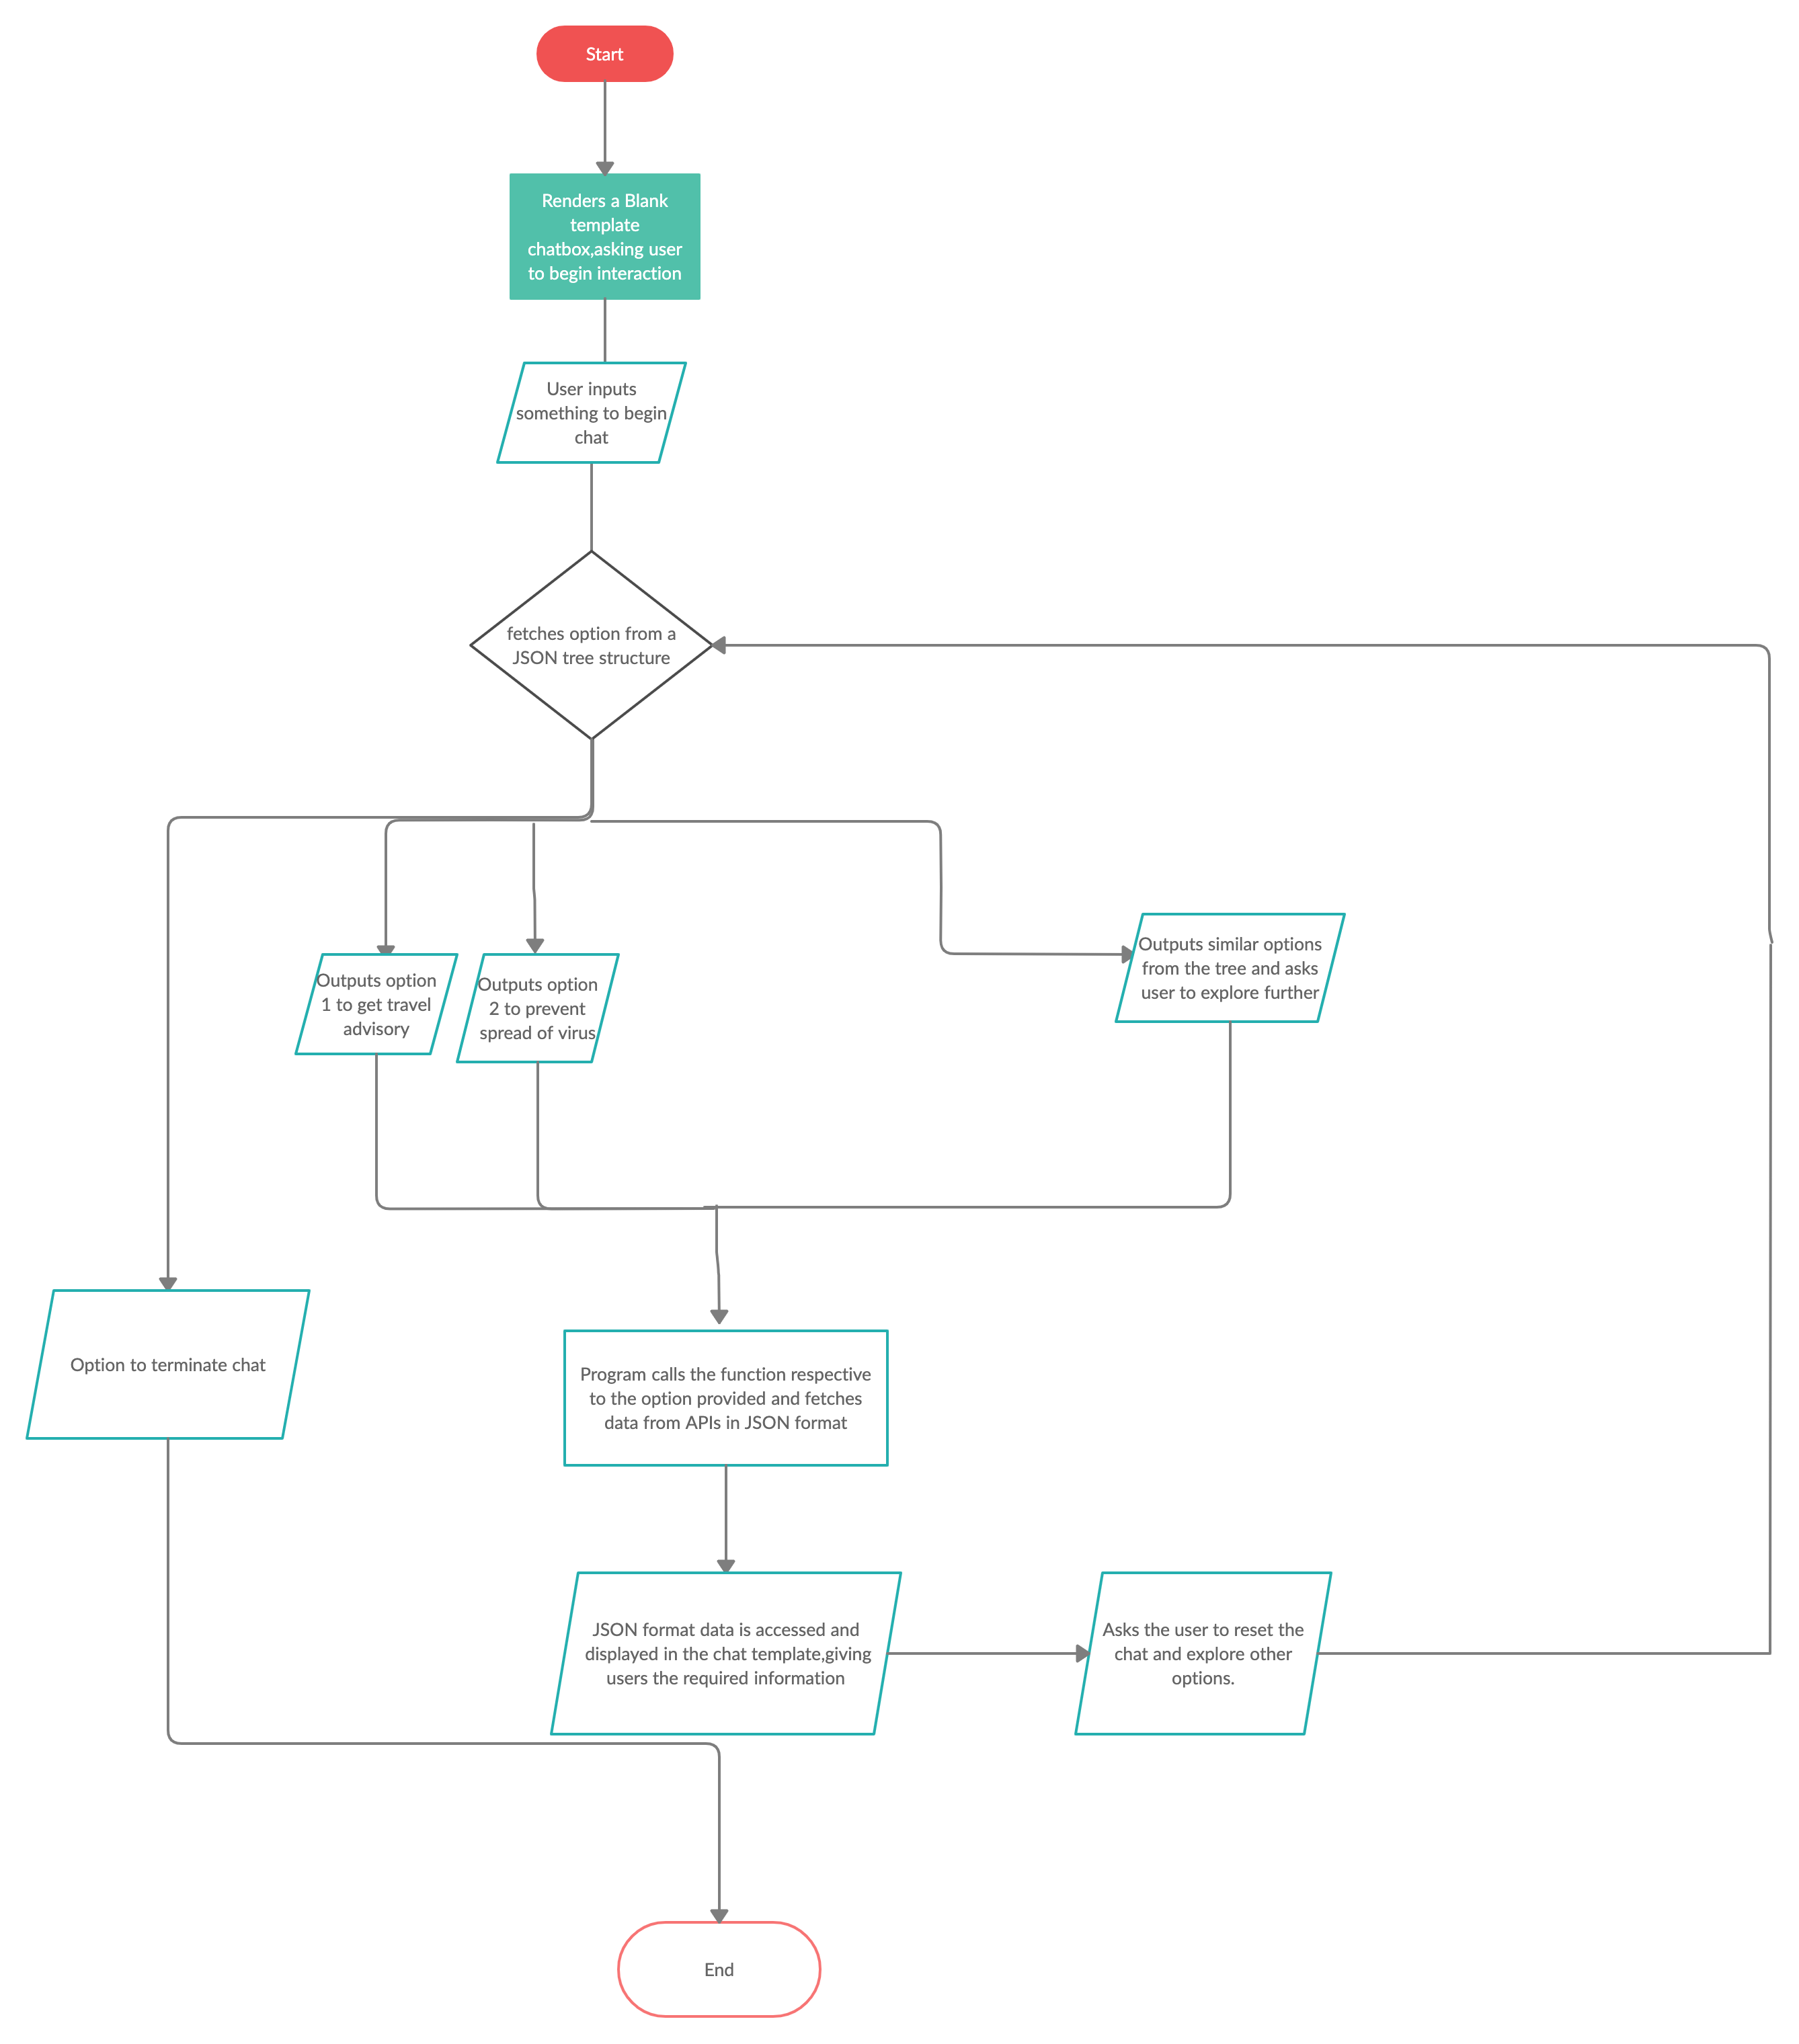 Start
Renders a Blank
template
chatbox,asking user
to begin interaction
User inputs
something to begin
chat
fetches option from a
JSON tree structure
Outputs option
1 to get travel
advisory
Outputs option
2 to prevent
spread of virus
Outputs similar options
from the tree and asks
user to explore further
Option to terminate chat
Program calls the function respective
to the option provided and fetches
data from APIs in JSON format
JSON format data is accessed and
displayed in the chat template,giving
users the required information
Asks the user to reset the
chat and explore other
options.
End